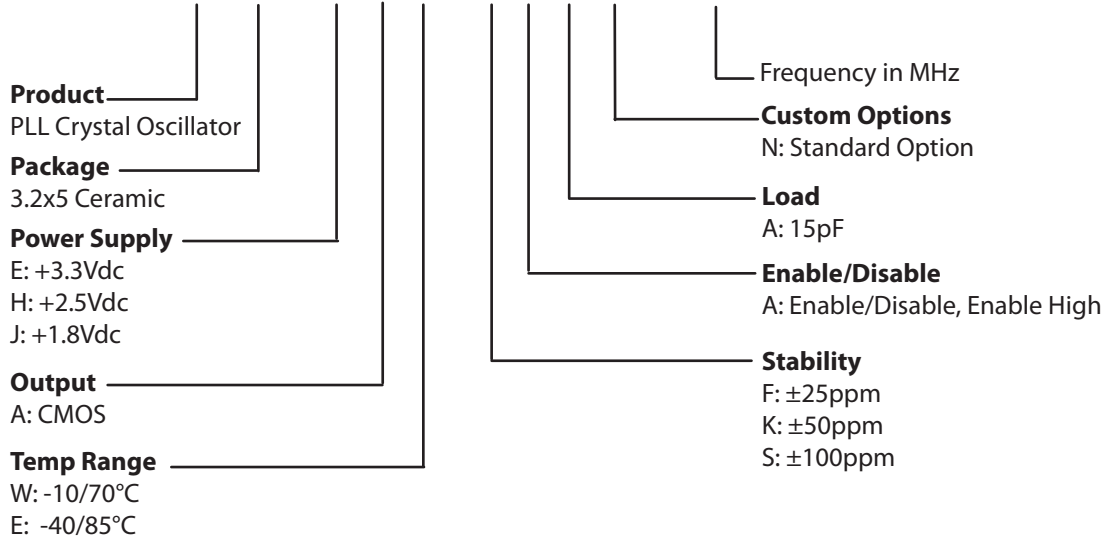 Product
PLL Crystal Oscillator
Package
3.2x5 Ceramic
Power Supply
E: +3.3Vdc
H: +2.5Vdc
J: +1.8Vdc
Output
A: CMOS
Temp Range
W: -10/70°C
E: -40/85°C
Frequency in MHz
Custom Options
N: Standard Option
Load
A: 15pF
Enable/Disable
A: Enable/Disable, Enable High
Stability
F: ±25ppm
K: ±50ppm
S: ±100ppm